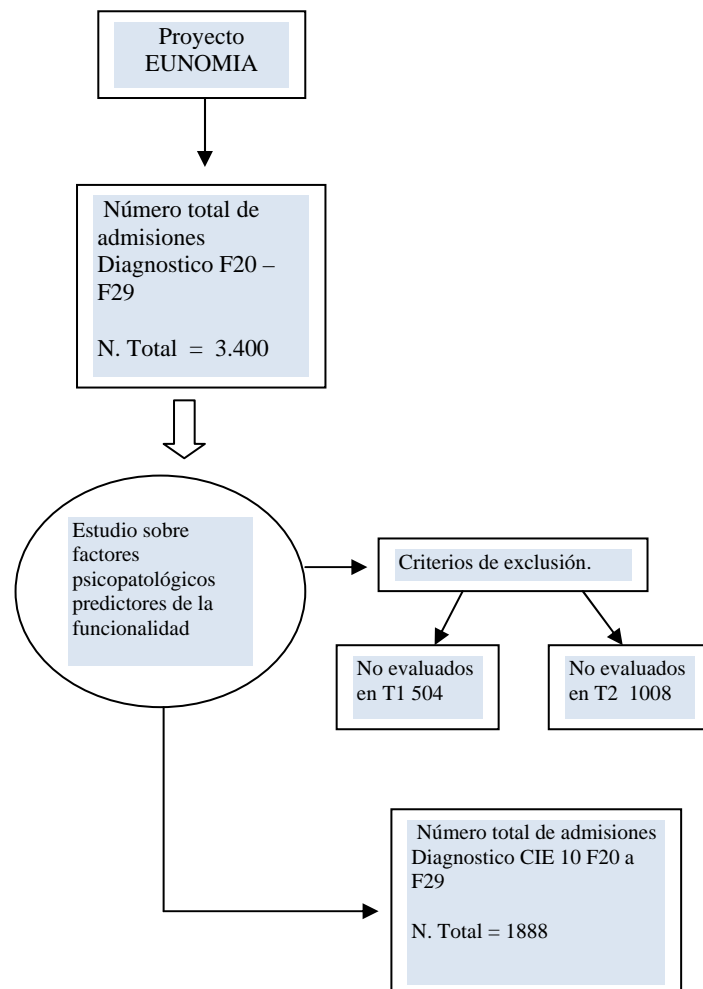 Proyecto
EUNOMIA
Número total de
admisiones
Diagnostico F20 –
F29
N. Total = 3.400
Estudio sobre
factores
psicopatológicos
predictores de la
funcionalidad
Criterios de exclusión.
No evaluados
en T1 504
No evaluados
en T2 1008
Número total de admisiones
Diagnostico CIE 10 F20 a
F29
N. Total = 1888